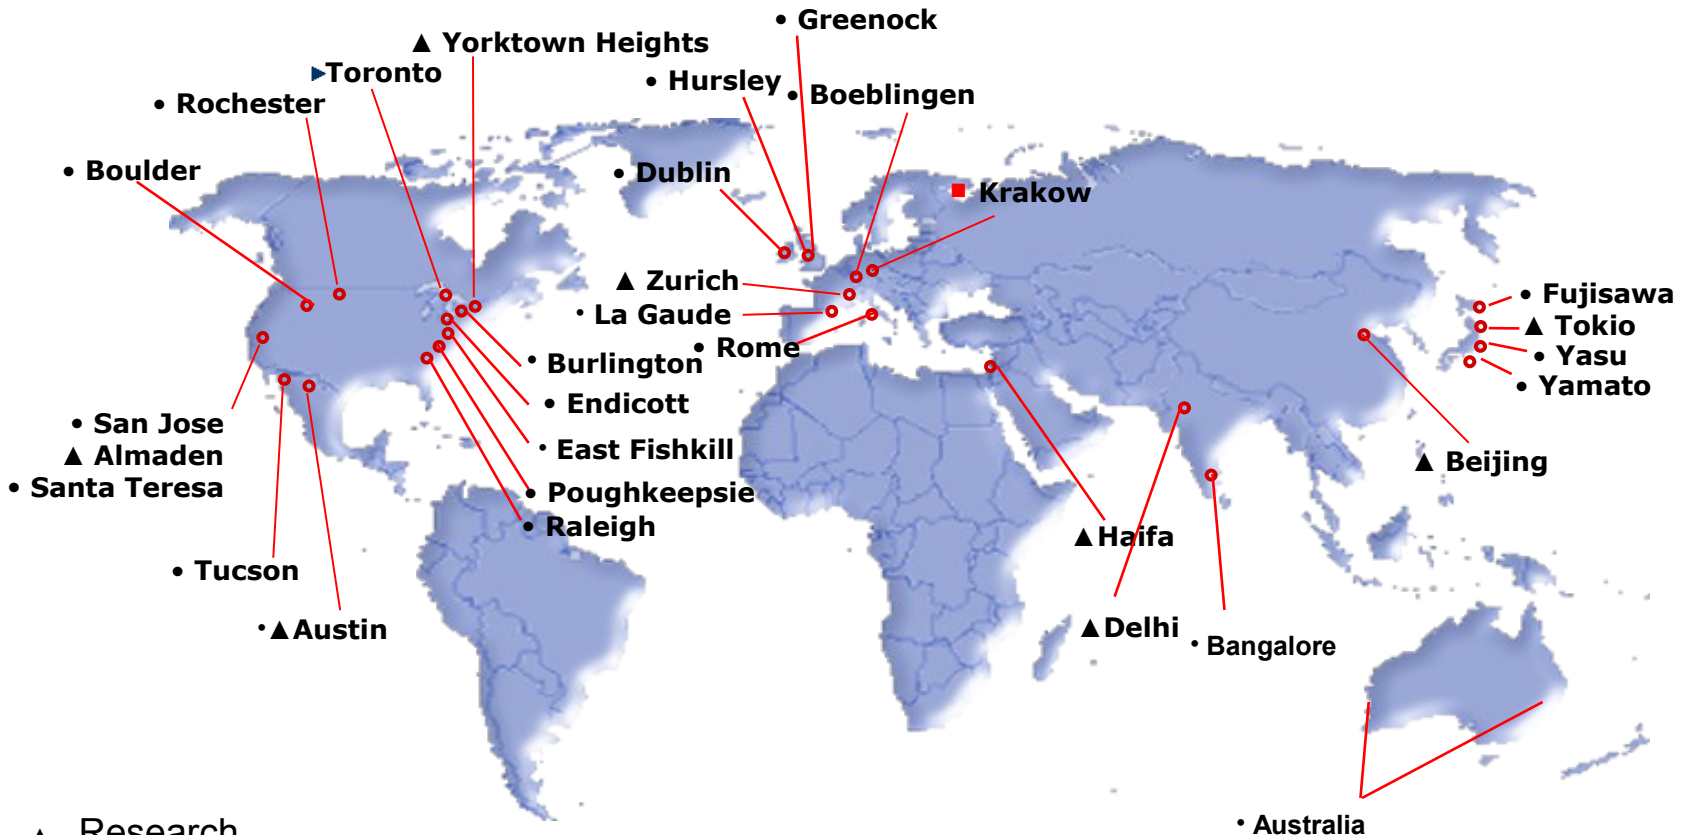 • Greenock
▲ Yorktown Heights
►Toronto
• Hursley
• Boeblingen
• Rochester
• Boulder
• Dublin
■ Krakow
▲ Zurich
• La Gaude
• Rome
• Fujisawa
▲ Tokio
• Yasu
• Yamato
• Burlington
• Endicott
• East Fishkill
• Poughkeepsie
• Raleigh
• San Jose
▲ Almaden
• Santa Teresa
▲ Beijing
▲Haifa
• Tucson
•▲Austin
▲Delhi
• Bangalore
• Australia
▲ Research